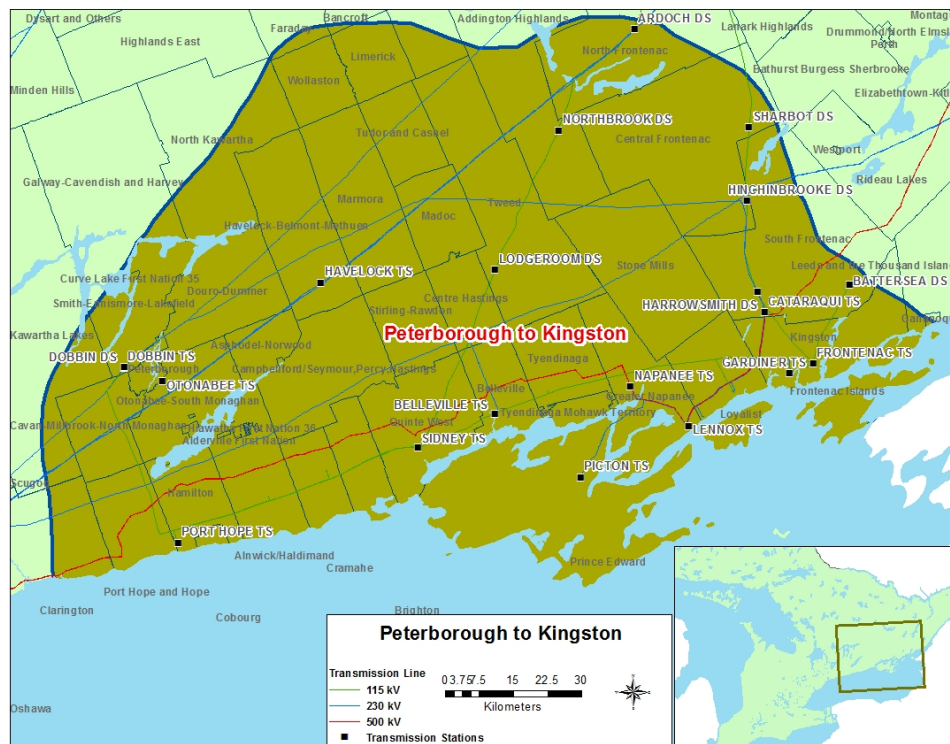 Dysart and Others
Bancroft
Addington Highlands
ARDOCH DS
Montag
Faraday
Lanark Highlands
Drummond/North Elms
Highlands East
Limerick
North Frontenac
Perth
Wollaston
Bathurst Burgess Sherbrooke
Minden Hills
Elizabethtown-Kitl
NORTHBROOK DS
SHARBOT DS
North Kawartha
Tudor and Cashel
Central Frontenac
Westport
Galway-Cavendish and Harvey
Rideau Lakes
Marmora
HINCHINBROOKE DS
Madoc
Tweed
Havelock-Belmont-Methuen
South Frontenac
LODGEROOM DS
Stone Mills
Leeds and the Thousand Islan
HAVELOCK TS
Curve Lake First Nation 35
BATTERSEA DS
Douro-Dummer
Centre Hastings
Smith-Ennismore-Lakefield
HARROWSMITH DS
CATARAQUI TS
Stirling-Rawdon
Kawartha Lakes
Peterborough to Kingston
Kingston
Asphodel-Norwood
DOBBIN DS
DOBBIN TS
Tyendinaga
FRONTENAC TS
Peterborough
Campbellford/Seymour,Percy,Hastings
GARDINER TS
OTONABEE TS
NAPANEE TS
Belleville
Frontenac Islands
Otonabee-South Monaghan
Greater Napanee
BELLEVILLE TS
Tyendinaga Mohawk Territory
Loyalist
Cavan-Millbrook-North Monaghan
Quinte West
LENNOX TS
Alderville First Nation
SIDNEY TS
PICTON TS
Scugog
Hamilton
PORT HOPE TS
Alnwick/Haldimand
Prince Edward
Cramahe
Port Hope and Hope
Clarington
Cobourg
Brighton
Oshawa
Peterborough to Kingston
Transmission Line
115 kV
230 kV
500 kV
Transmission Stations
0 3.75 7.5 15 22.5 30
Kilometers